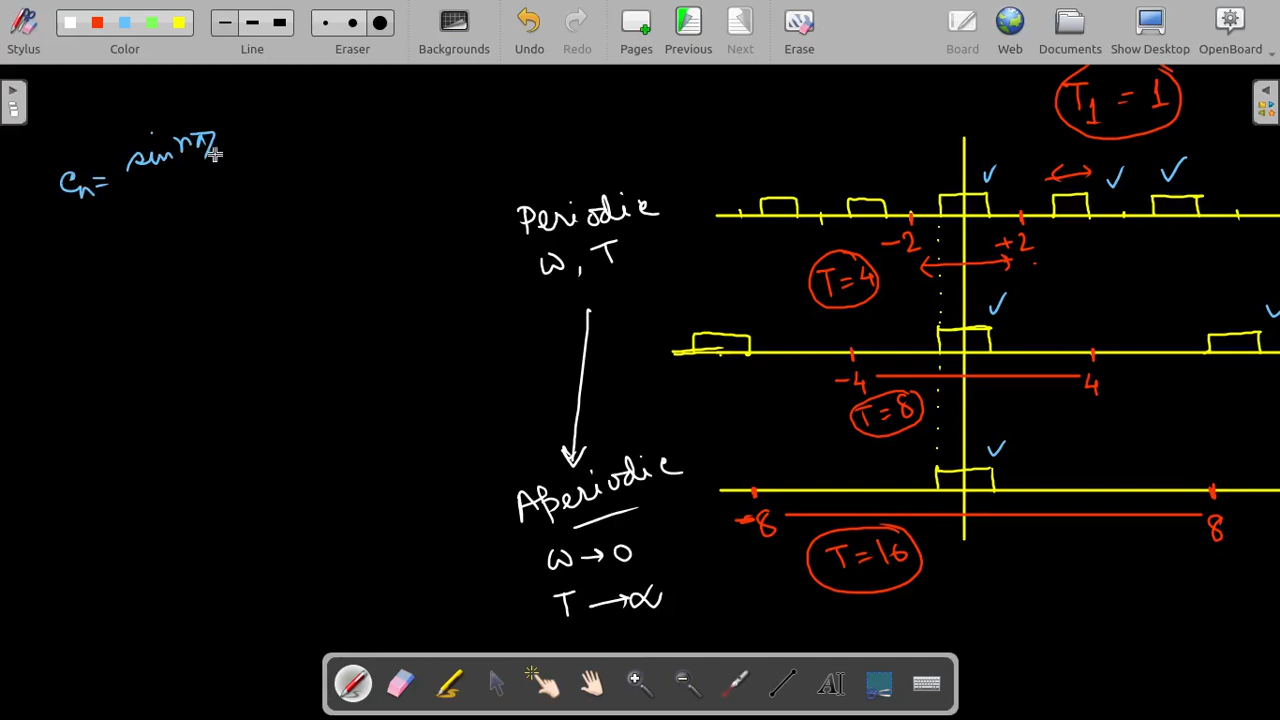 Stylus Color Line Eraser Backgrounds Undo Redo Pages Previous Next Erase Board Web Documents Show Desktop OpenBoard
T1 = 1
Cn = sin nπ/
Periodic
ω, T
-2 +2
T=4
-4 4
T=8
Aperiodic
-8 8
ω → 0
T=16
T → ∝
AI